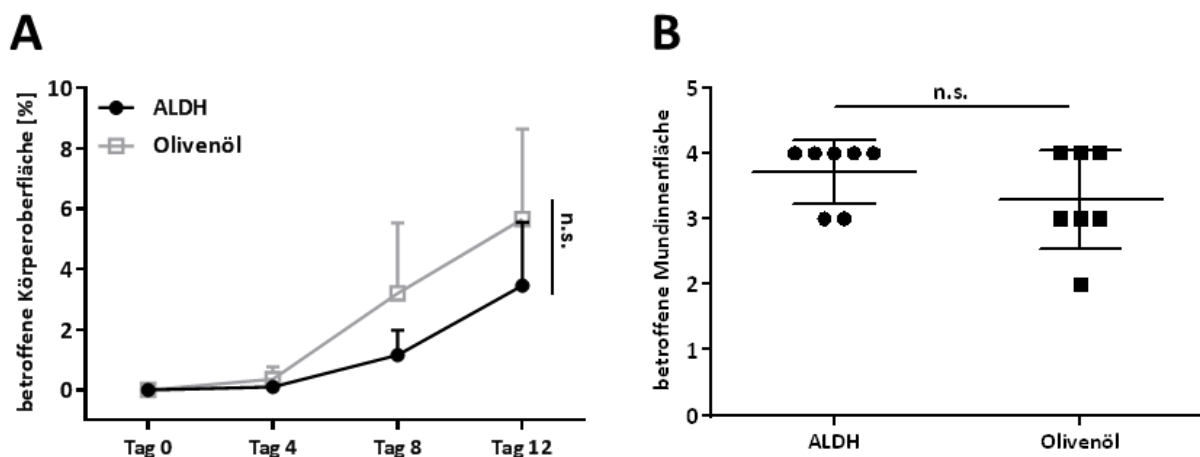 A
betroffene Körperoberfläche [%]
10
8
6
4
2
0
ALDH
Olivenöl
n.s.
Tag 0 Tag 4 Tag 8 Tag 12
B
betroffene Mundinnenfläche
5
4
3
2
1
0
n.s.
ALDH Olivenöl